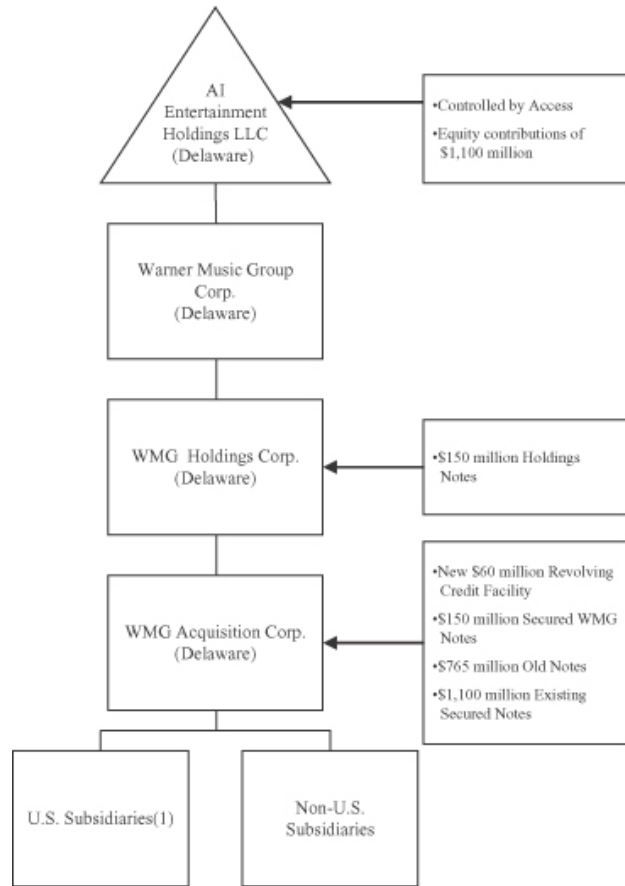 AI
Entertainment
Holdings LLC
(Delaware)
•Controlled by Access
•Equity contributions of
$1,100 million
Warner Music Group
Corp.
(Delaware)
WMG Holdings Corp.
(Delaware)
•$150 million Holdings
Notes
WMG Acquisition Corp.
(Delaware)
•New $60 million Revolving
Credit Facility
•$150 million Secured WMG
Notes
•$765 million Old Notes
•$1,100 million Existing
Secured Notes
U.S. Subsidiaries(1)
Non-U.S.
Subsidiaries